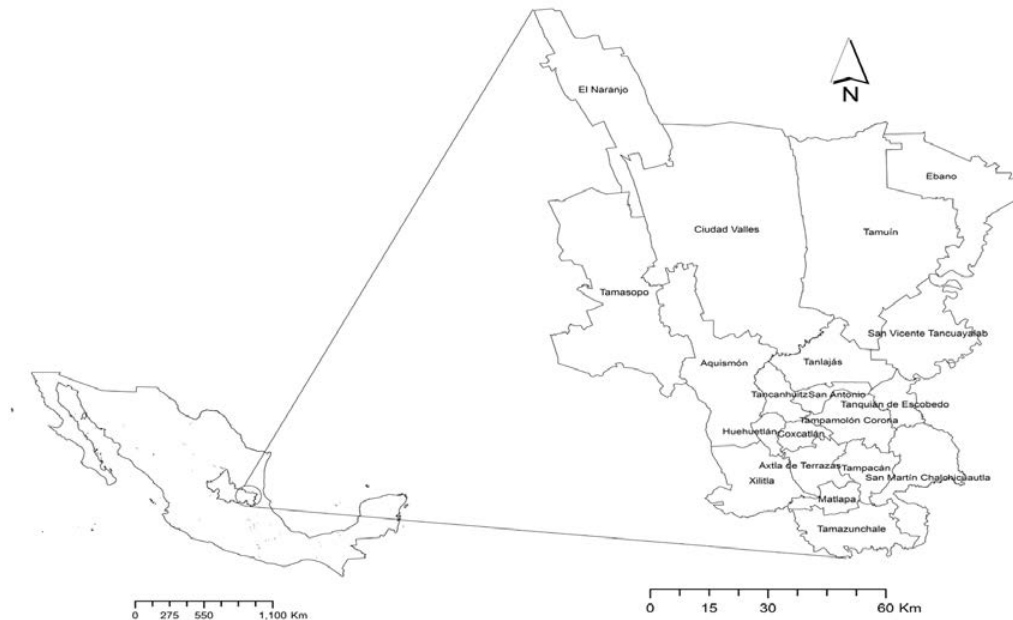 El Naranjo
N
Ebano
Ciudad Valles
Tamuín
Tamasopo
San Vicente Tancuayalab
Aquismón
Tanlajás
Tancanhuitz
San Antonio
Tanquián de Escobedo
Tampamolón Corona
Huehuetlán
Coxcatlán
Axtla de Terrazas
Tampacán
San Martín Chalchicuautla
Xilitla
Matlapa
Tamazunchale
0 275 550 1,100 Km
0 15 30 60 Km